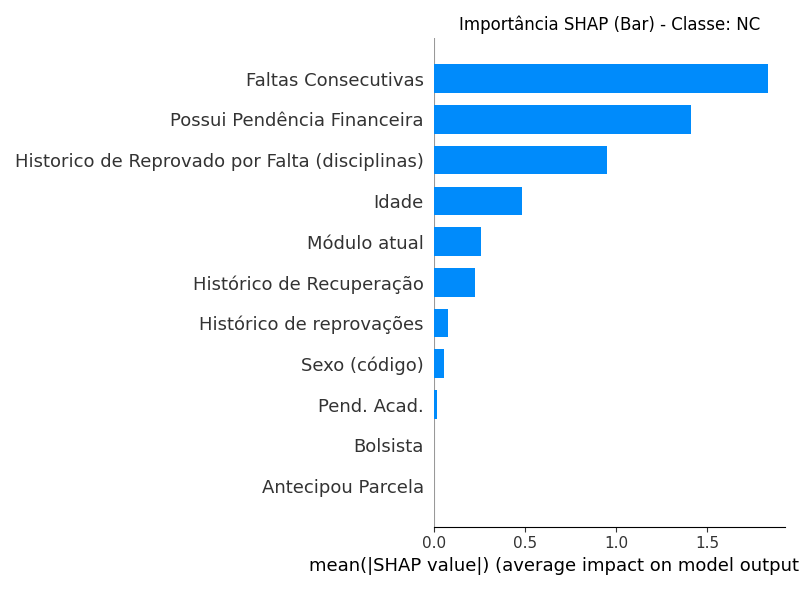 Importância SHAP (Bar) - Classe: NC
Faltas Consecutivas
Possui Pendência Financeira
Historico de Reprovado por Falta (disciplinas)
Idade
Módulo atual
Histórico de Recuperação
Histórico de reprovações
Sexo (código)
Pend. Acad.
Bolsista
Antecipou Parcela
0.0 0.5 1.0 1.5
mean(|SHAP value|) (average impact on model output